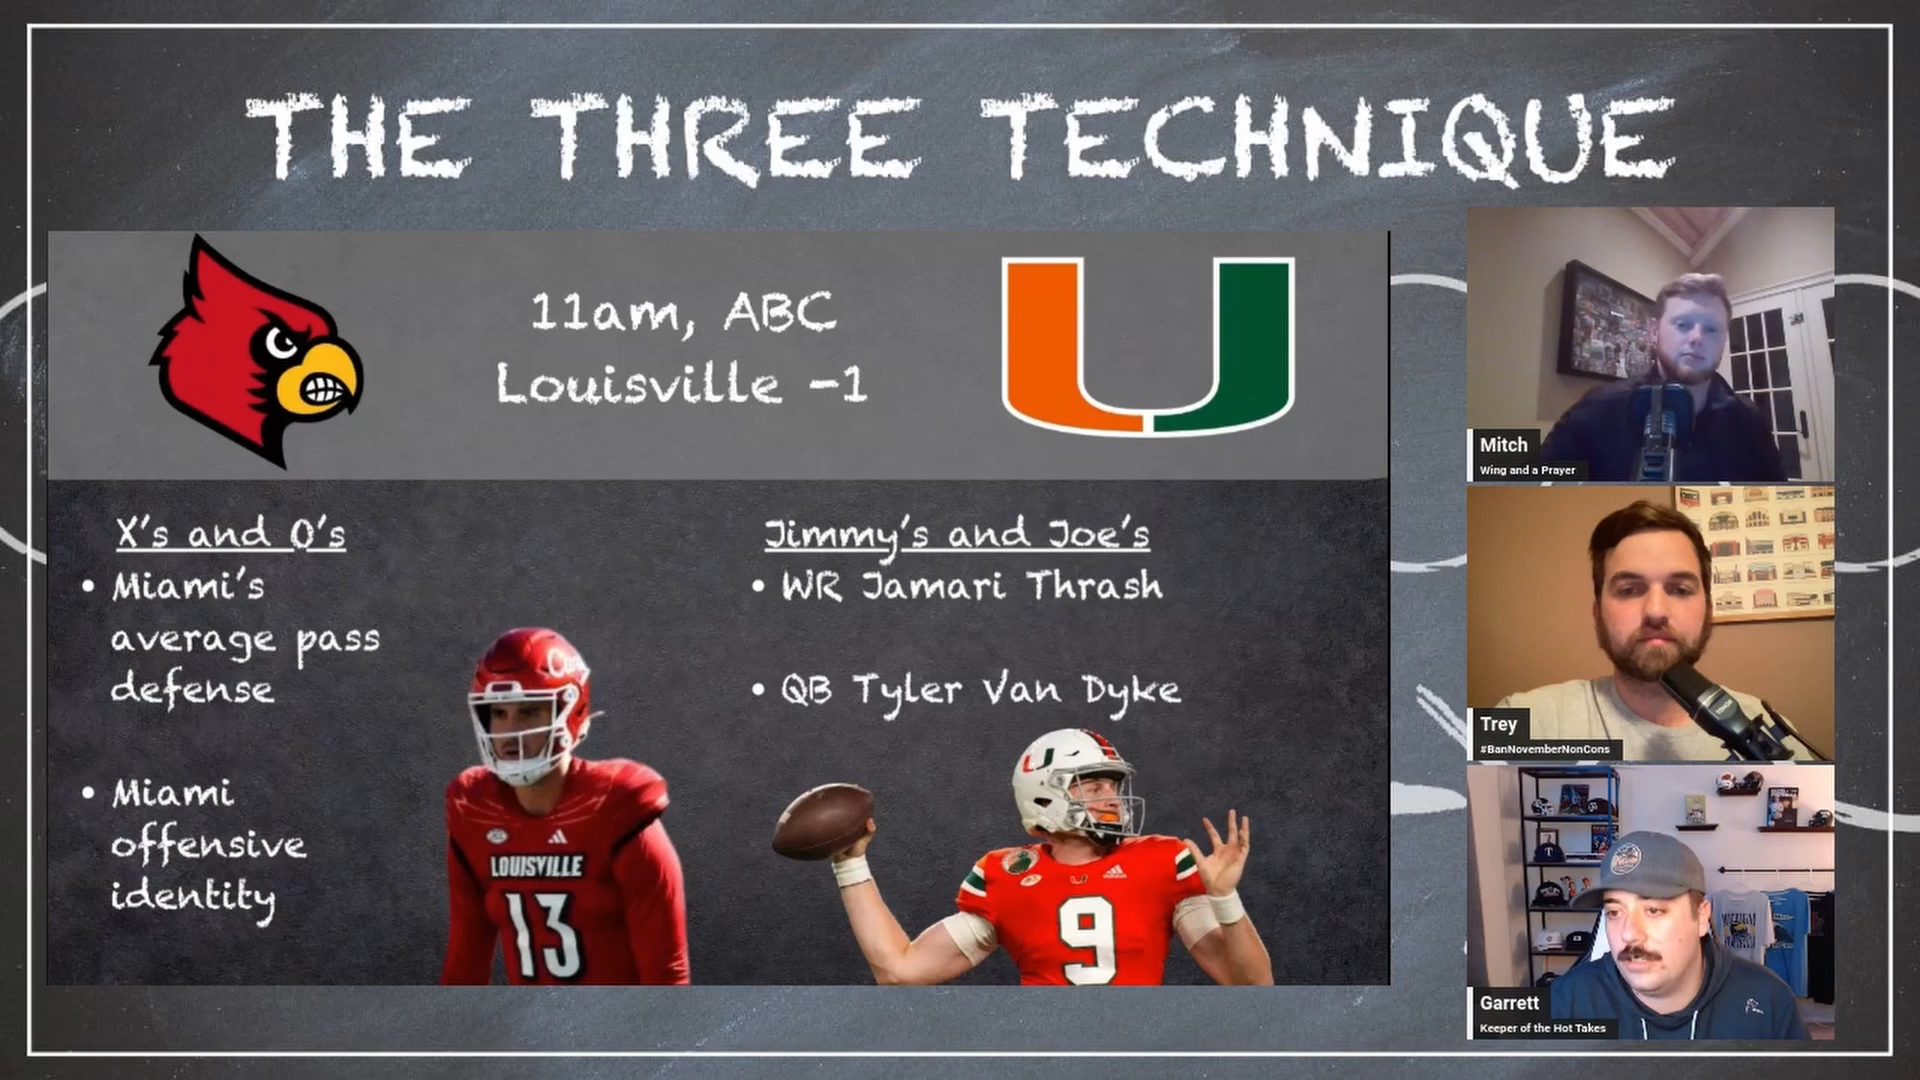 THE THREE TECHNIQUE
11am, ABC
Louisville -1
X's and O's
• Miami's
average pass
defense
• Miami
offensive
identity
Jimmy's and Joe's
• WR Jamari Thrash
• QB Tyler Van Dyke
LOUISVILLE
13
9
Mitch
Wing and a Prayer
Trey
#BanNovemberNonCons
Garrett
Keeper of the Hot Takes